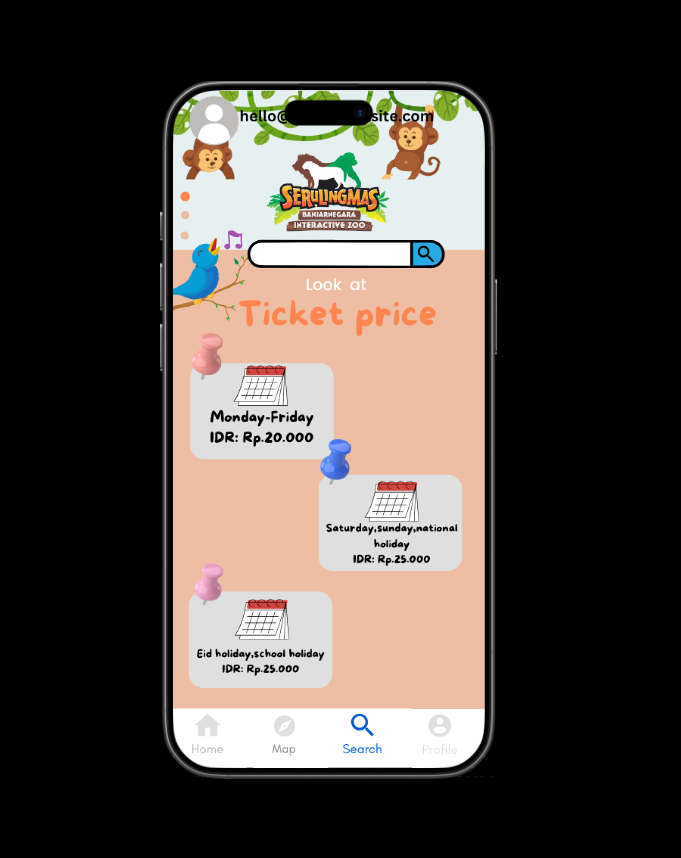 hello@ site.com
SERULINGMAS
BANJARNEGARA
INTERACTIVE ZOO
Look at
Ticket price
Monday-Friday
IDR: Rp.20.000
Saturday,sunday,national
holiday
IDR: Rp.25.000
Eid holiday,school holiday
IDR: Rp.25.000
Home Map Search Profile